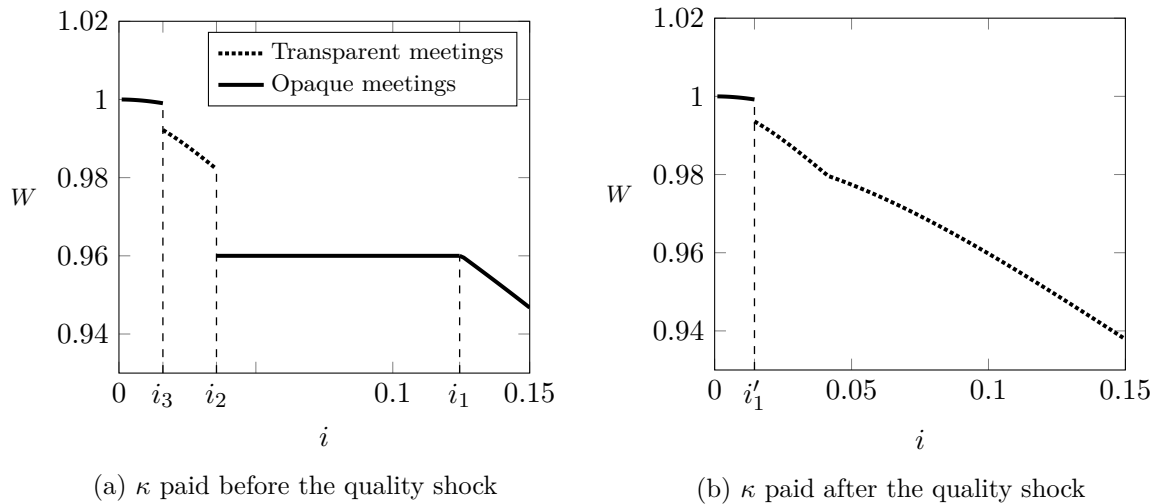 1.02
1
0.98
0.96
0.94
W
Transparent meetings
Opaque meetings
0
i₃
i₂
0.1
i₁
0.15
i
(a) κ paid before the quality shock
1.02
1
0.98
0.96
0.94
W
0
i′₁
0.05
0.1
0.15
i
(b) κ paid after the quality shock